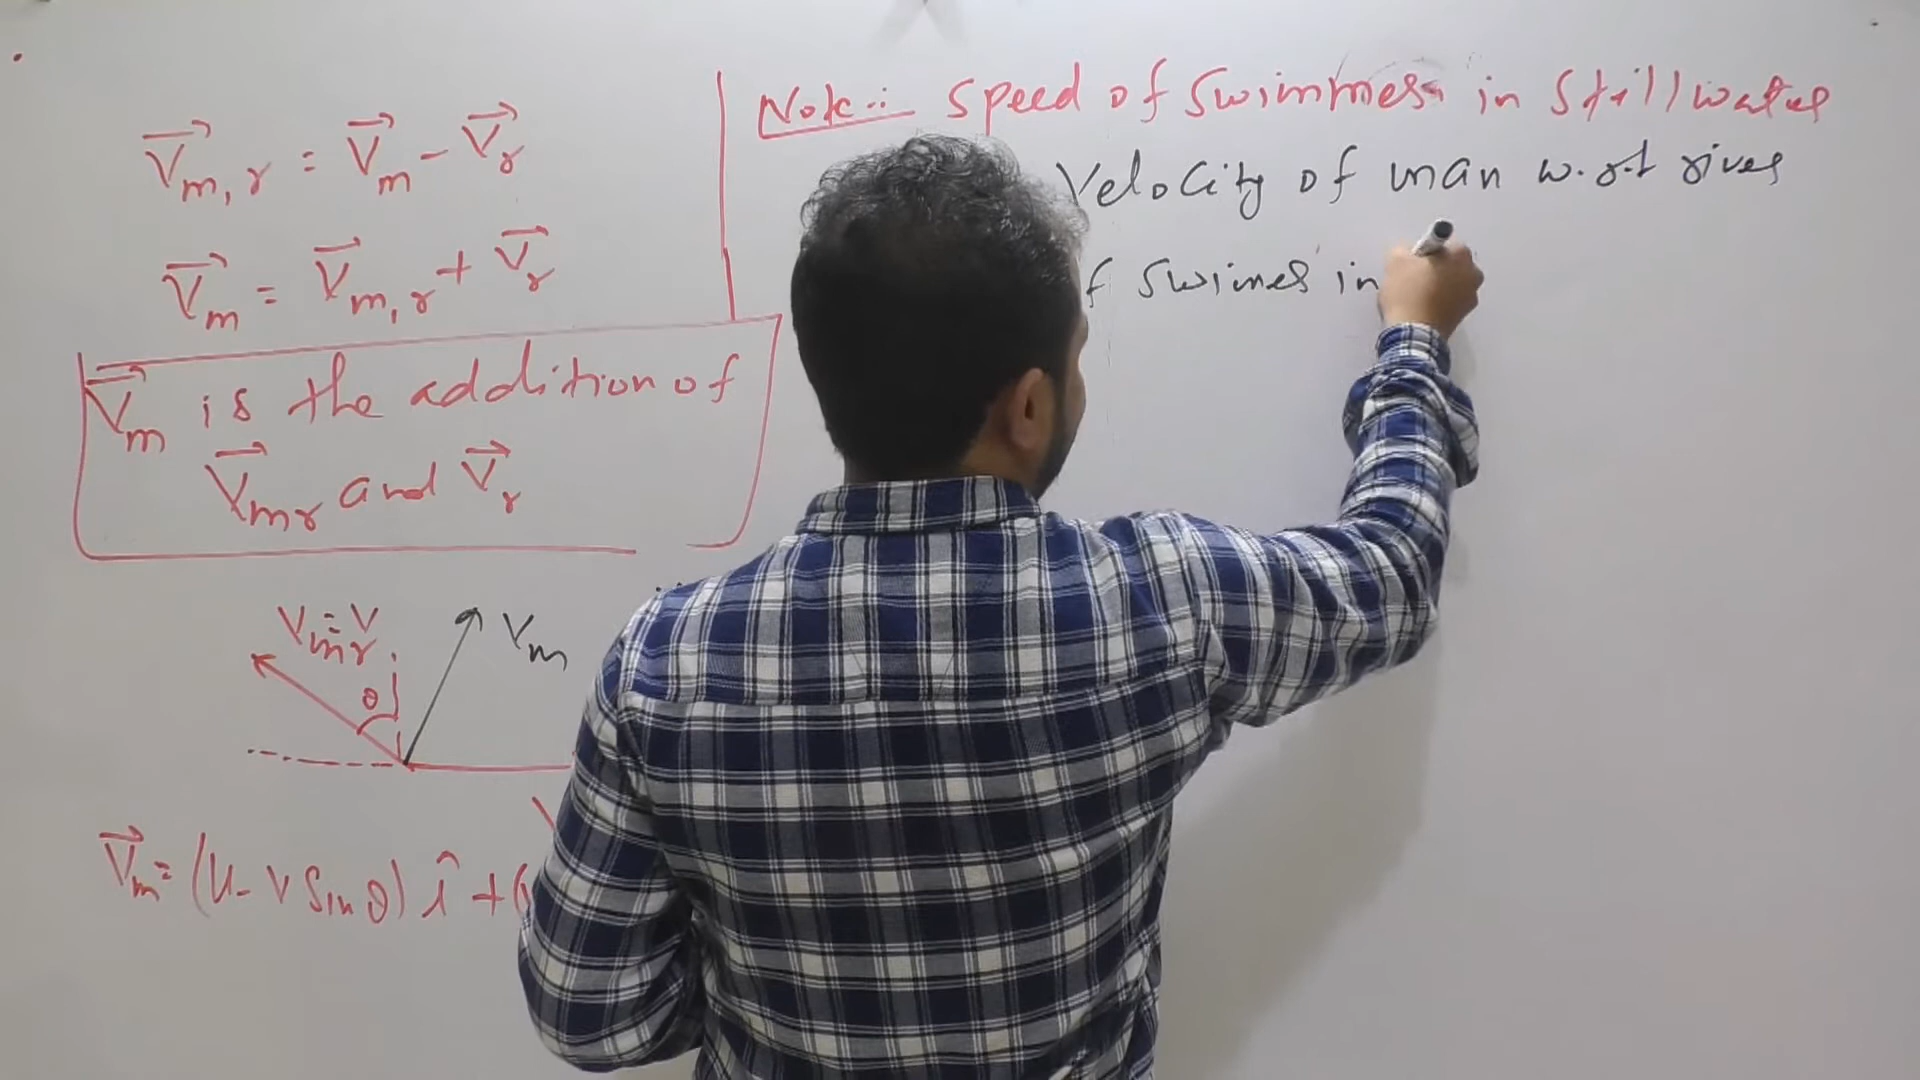 V⃗m,r = V⃗m - V⃗r
V⃗m = V⃗m,r + V⃗r
V⃗m is the addition of
V⃗mr and V⃗r
Vmr = V
θ
Vm
V⃗m = (u - v sin θ) î + (
Note :- Speed of swimmer in still water
Velocity of man w.r.t river
f swimer in